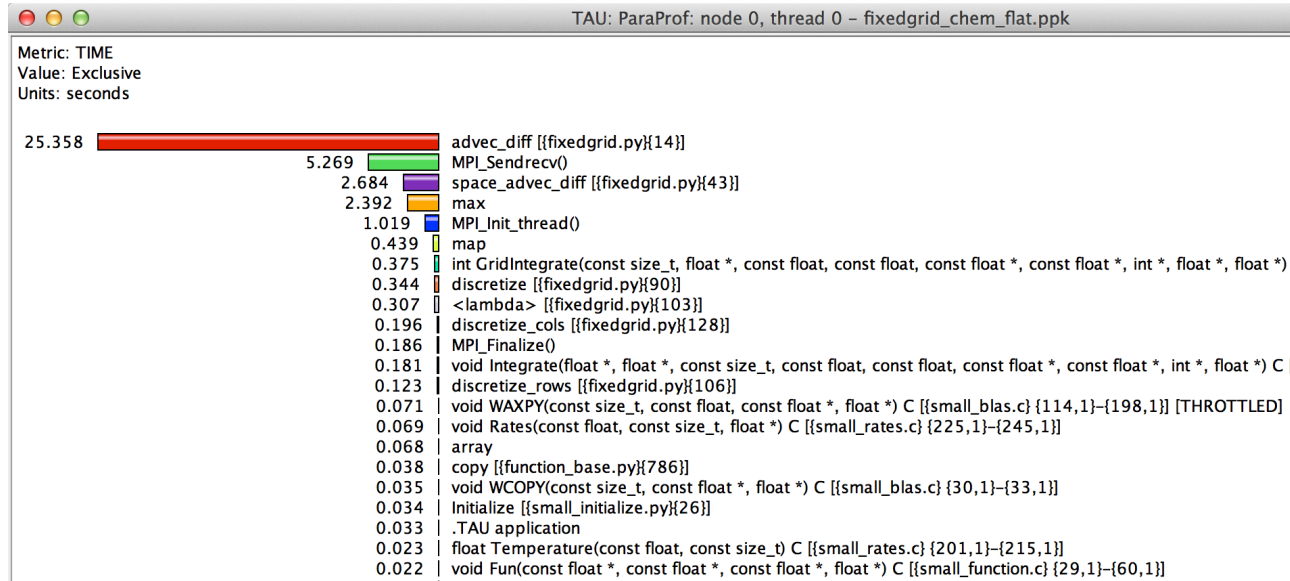 TAU: ParaProf: node 0, thread 0 – fixedgrid_chem_flat.ppk
Metric: TIME
Value: Exclusive
Units: seconds
25.358 advec_diff [{fixedgrid.py}{14}]
5.269 MPI_Sendrecv()
2.684 space_advec_diff [{fixedgrid.py}{43}]
2.392 max
1.019 MPI_Init_thread()
0.439 map
0.375 int GridIntegrate(const size_t, float *, const float, const float, const float *, const float *, int *, float *, float *)
0.344 discretize [{fixedgrid.py}{90}]
0.307 <lambda> [{fixedgrid.py}{103}]
0.196 discretize_cols [{fixedgrid.py}{128}]
0.186 MPI_Finalize()
0.181 void Integrate(float *, float *, const size_t, const float, const float, const float *, const float *, int *, float *) C [
0.123 discretize_rows [{fixedgrid.py}{106}]
0.071 void WAXPY(const size_t, const float, const float *, float *) C [{small_blas.c} {114,1}–{198,1}] [THROTTLED]
0.069 void Rates(const float, const size_t, float *) C [{small_rates.c} {225,1}–{245,1}]
0.068 array
0.038 copy [{function_base.py}{786}]
0.035 void WCOPY(const size_t, const float *, float *) C [{small_blas.c} {30,1}–{33,1}]
0.034 Initialize [{small_initialize.py}{26}]
0.033 .TAU application
0.023 float Temperature(const float, const size_t) C [{small_rates.c} {201,1}–{215,1}]
0.022 void Fun(const float *, const float *, const float *, float *) C [{small_function.c} {29,1}–{60,1}]